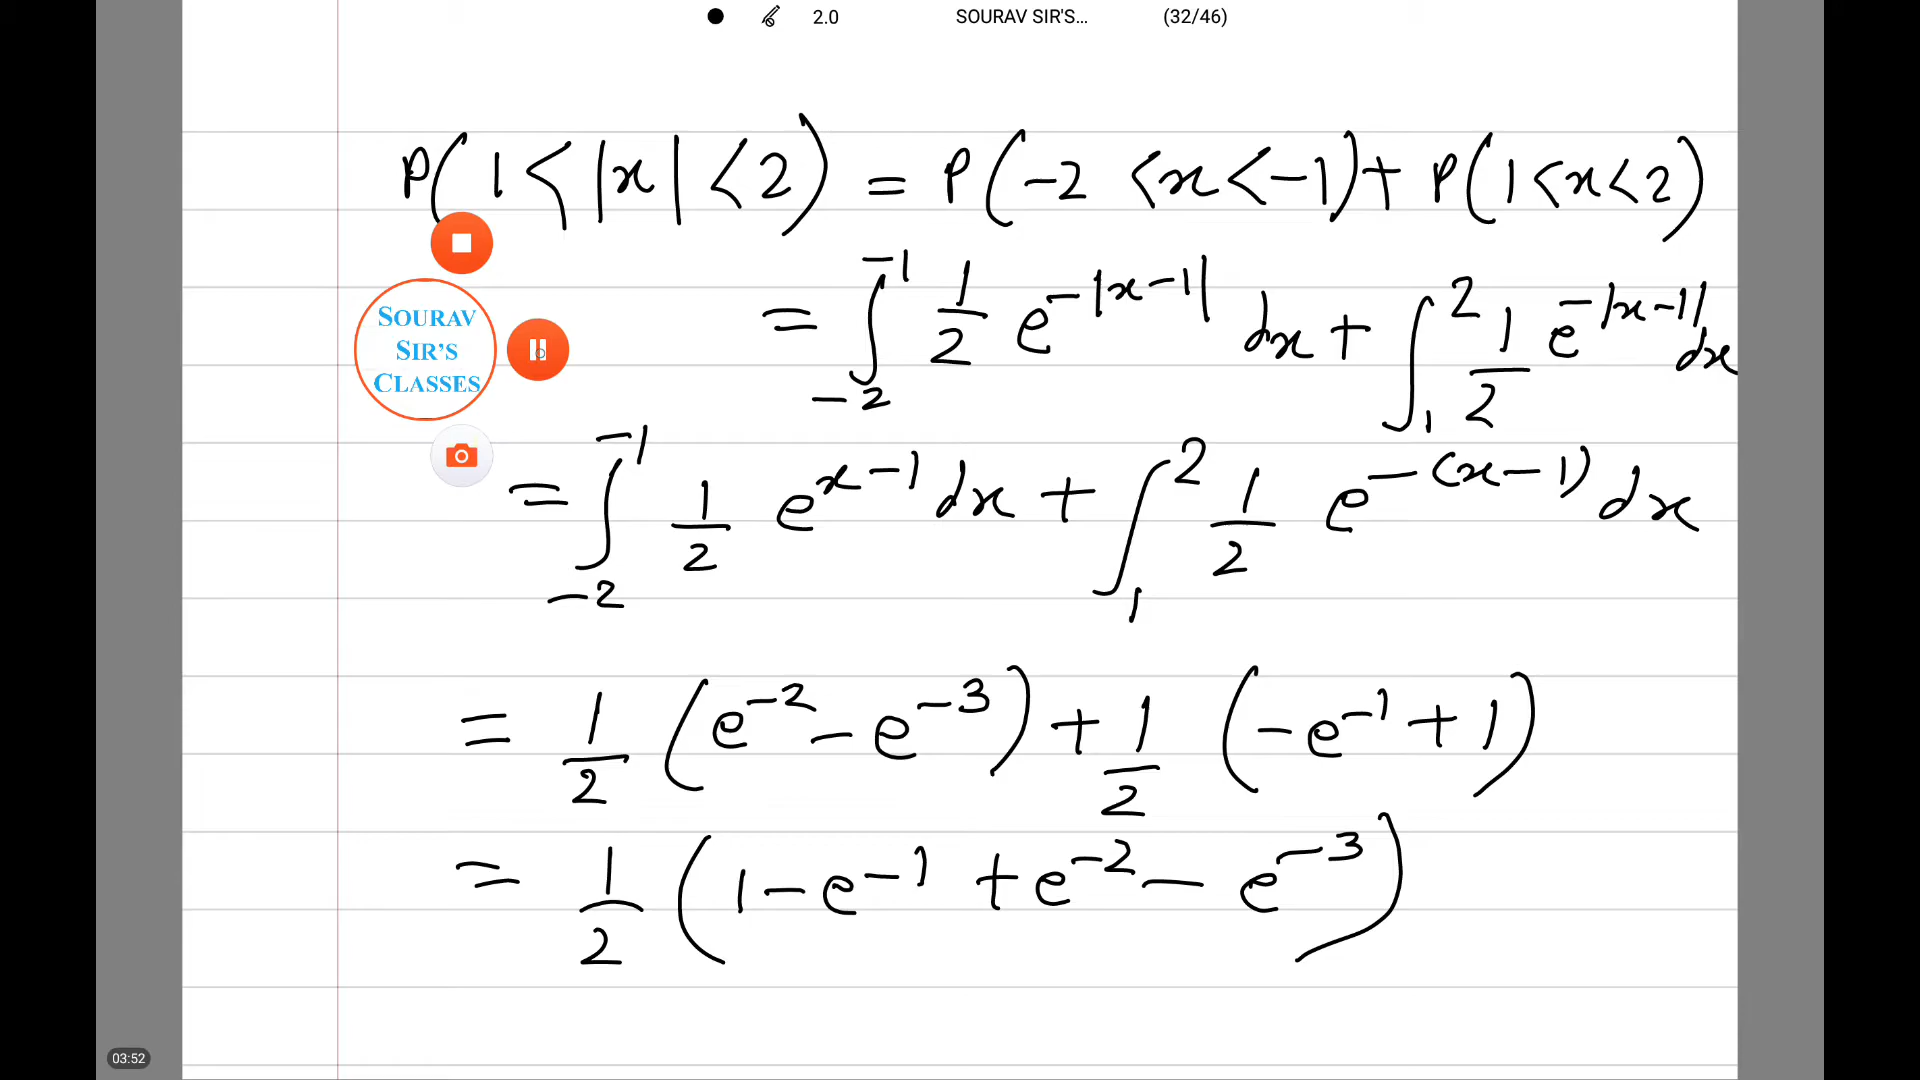 2.0 SOURAV SIR'S... (32/46)
P(1<|x|<2) = P(-2<x<-1)+P(1<x<2)
= ∫_{-2}^{-1} 1/2 e^{-|x-1|} dx + ∫_{1}^{2} 1/2 e^{-|x-1|} dx
SOURAV
SIR'S
CLASSES
= ∫_{-2}^{-1} 1/2 e^{x-1} dx + ∫_{1}^{2} 1/2 e^{-(x-1)} dx
= 1/2 (e^{-2} - e^{-3}) + 1/2 (-e^{-1} + 1)
= 1/2 (1 - e^{-1} + e^{-2} - e^{-3})
03:52